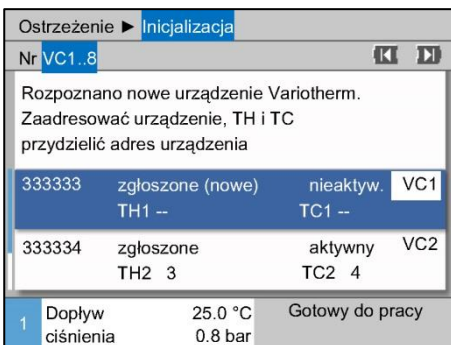 Ostrzeżenie ► Inicjalizacja
Nr VC1..8
Rozpoznano nowe urządzenie Variotherm.
Zaadresować urządzenie, TH i TC
przydzielić adres urządzenia
333333 zgłoszone (nowe) nieaktyw. VC1
TH1 -- TC1 --
333334 zgłoszone aktywny VC2
TH2 3 TC2 4
1 Dopływ 25.0 °C Gotowy do pracy
ciśnienia 0.8 bar